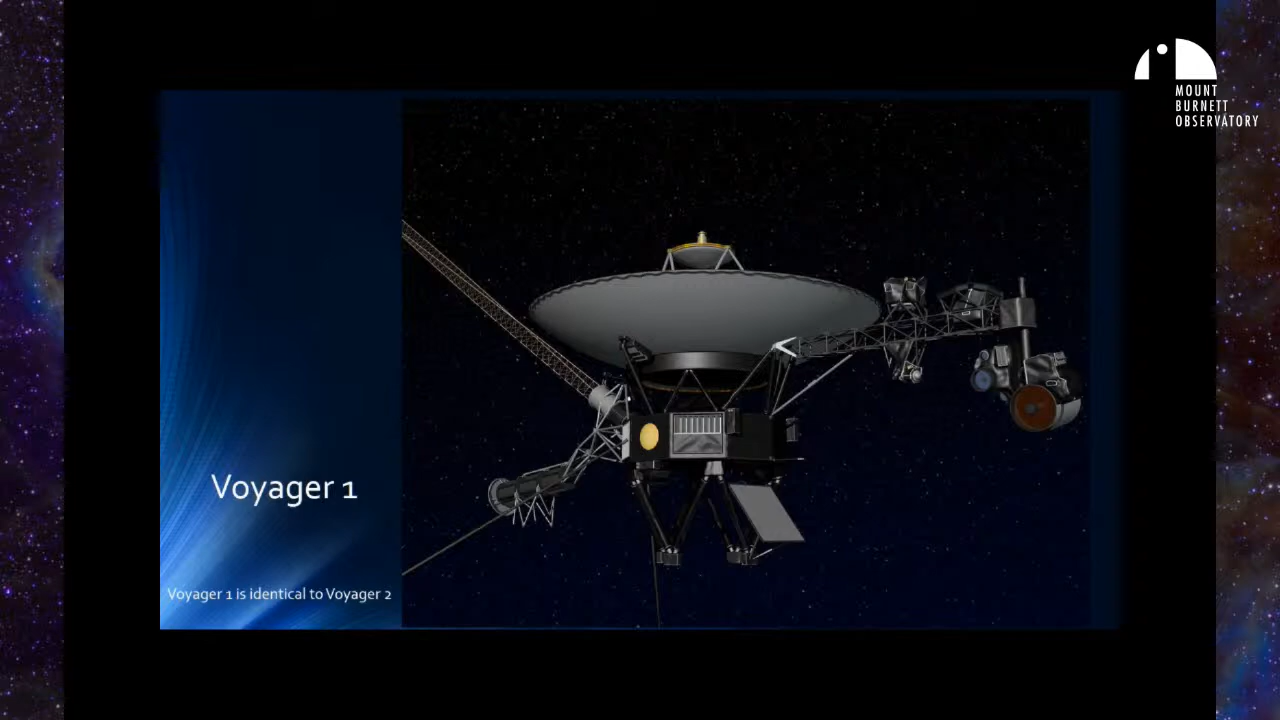 MOUNT
BURNETT
OBSERVATORY
Voyager 1
Voyager 1 is identical to Voyager 2